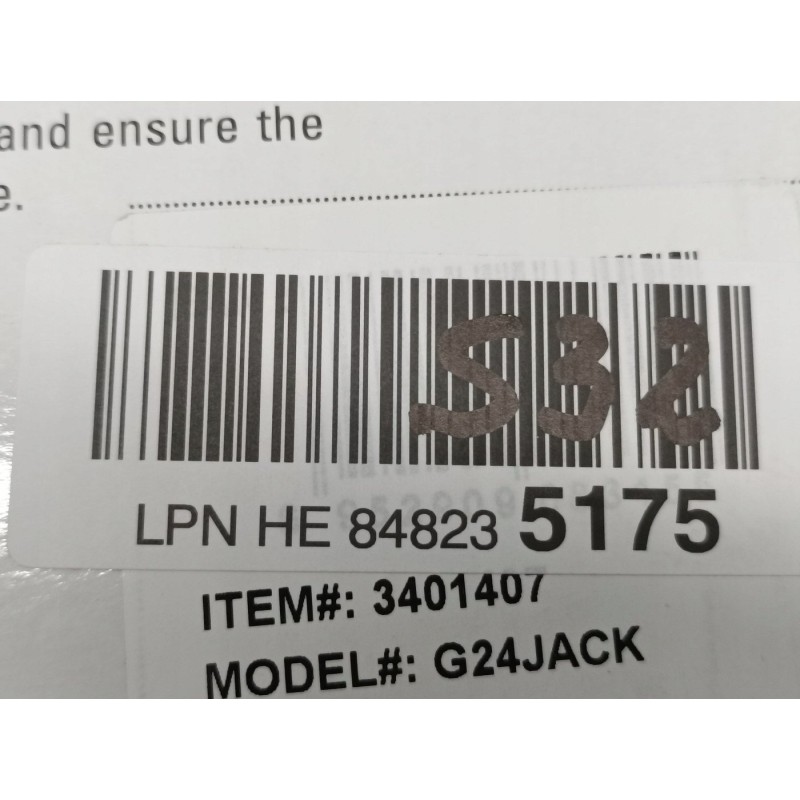 and ensure the
e.
S32
LPN HE 84823 5175
ITEM#: 3401407
MODEL#: G24JACK